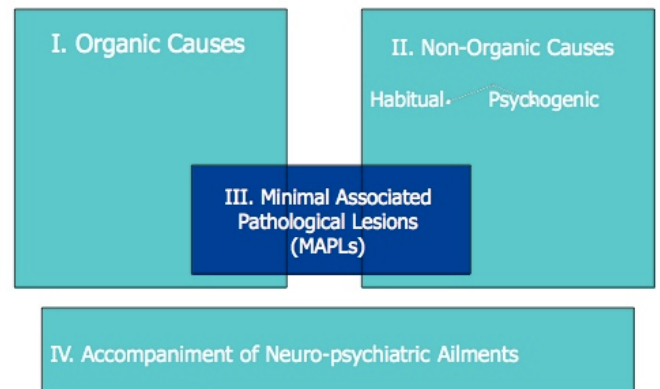 I. Organic Causes
II. Non-Organic Causes
Habitual
Psychogenic
III. Minimal Associated
Pathological Lesions
(MAPLs)
IV. Accompaniment of Neuro-psychiatric Ailments